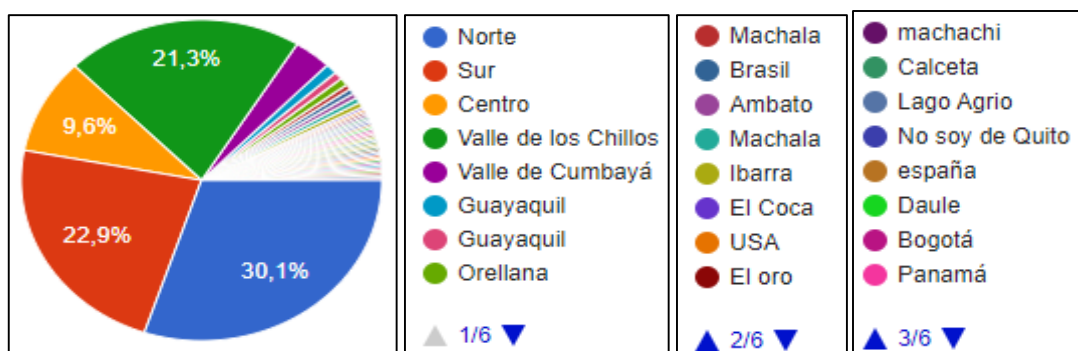 21,3%
9,6%
22,9%
30,1%
Norte
Sur
Centro
Valle de los Chillos
Valle de Cumbayá
Guayaquil
Guayaquil
Orellana
1/6
Machala
Brasil
Ambato
Machala
Ibarra
El Coca
USA
El oro
2/6
machachi
Calceta
Lago Agrio
No soy de Quito
españa
Daule
Bogotá
Panamá
3/6